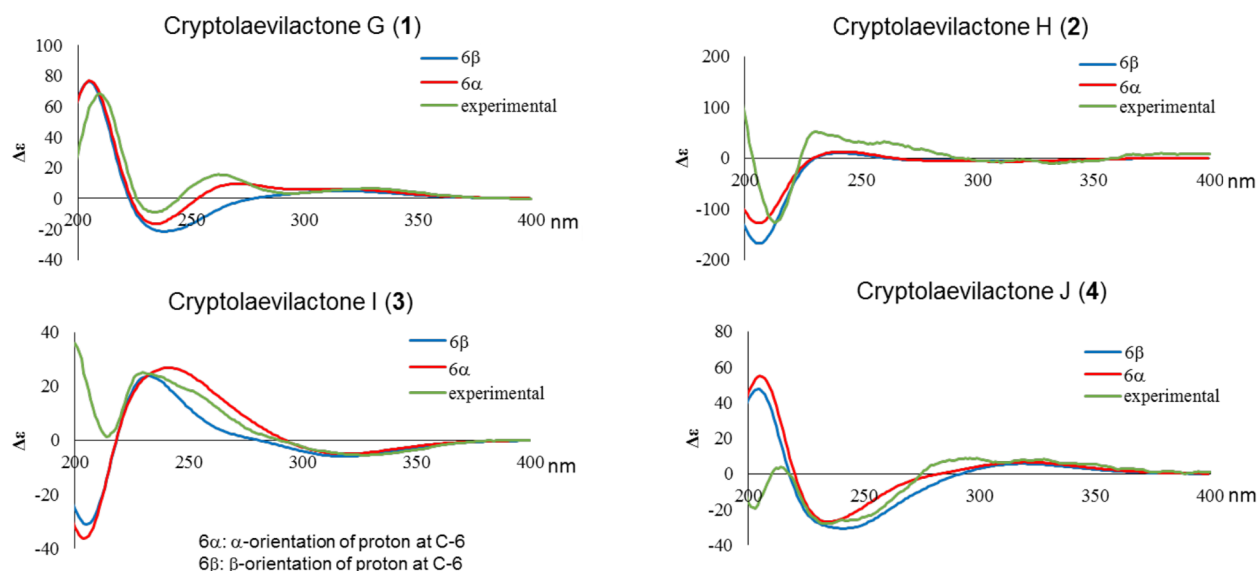 Cryptolaevilactone G (1)
100
80
60
40
20
0
-20
-40
Δε
200
250
300
350
400
nm
6β
6α
experimental
Cryptolaevilactone H (2)
200
100
0
-100
-200
Δε
200
250
300
350
400
nm
6β
6α
experimental
Cryptolaevilactone I (3)
40
20
0
-20
-40
Δε
200
250
300
350
400
nm
6β
6α
experimental
6α: α-orientation of proton at C-6
6β: β-orientation of proton at C-6
Cryptolaevilactone J (4)
80
60
40
20
0
-20
-40
Δε
200
250
300
350
400
nm
6β
6α
experimental